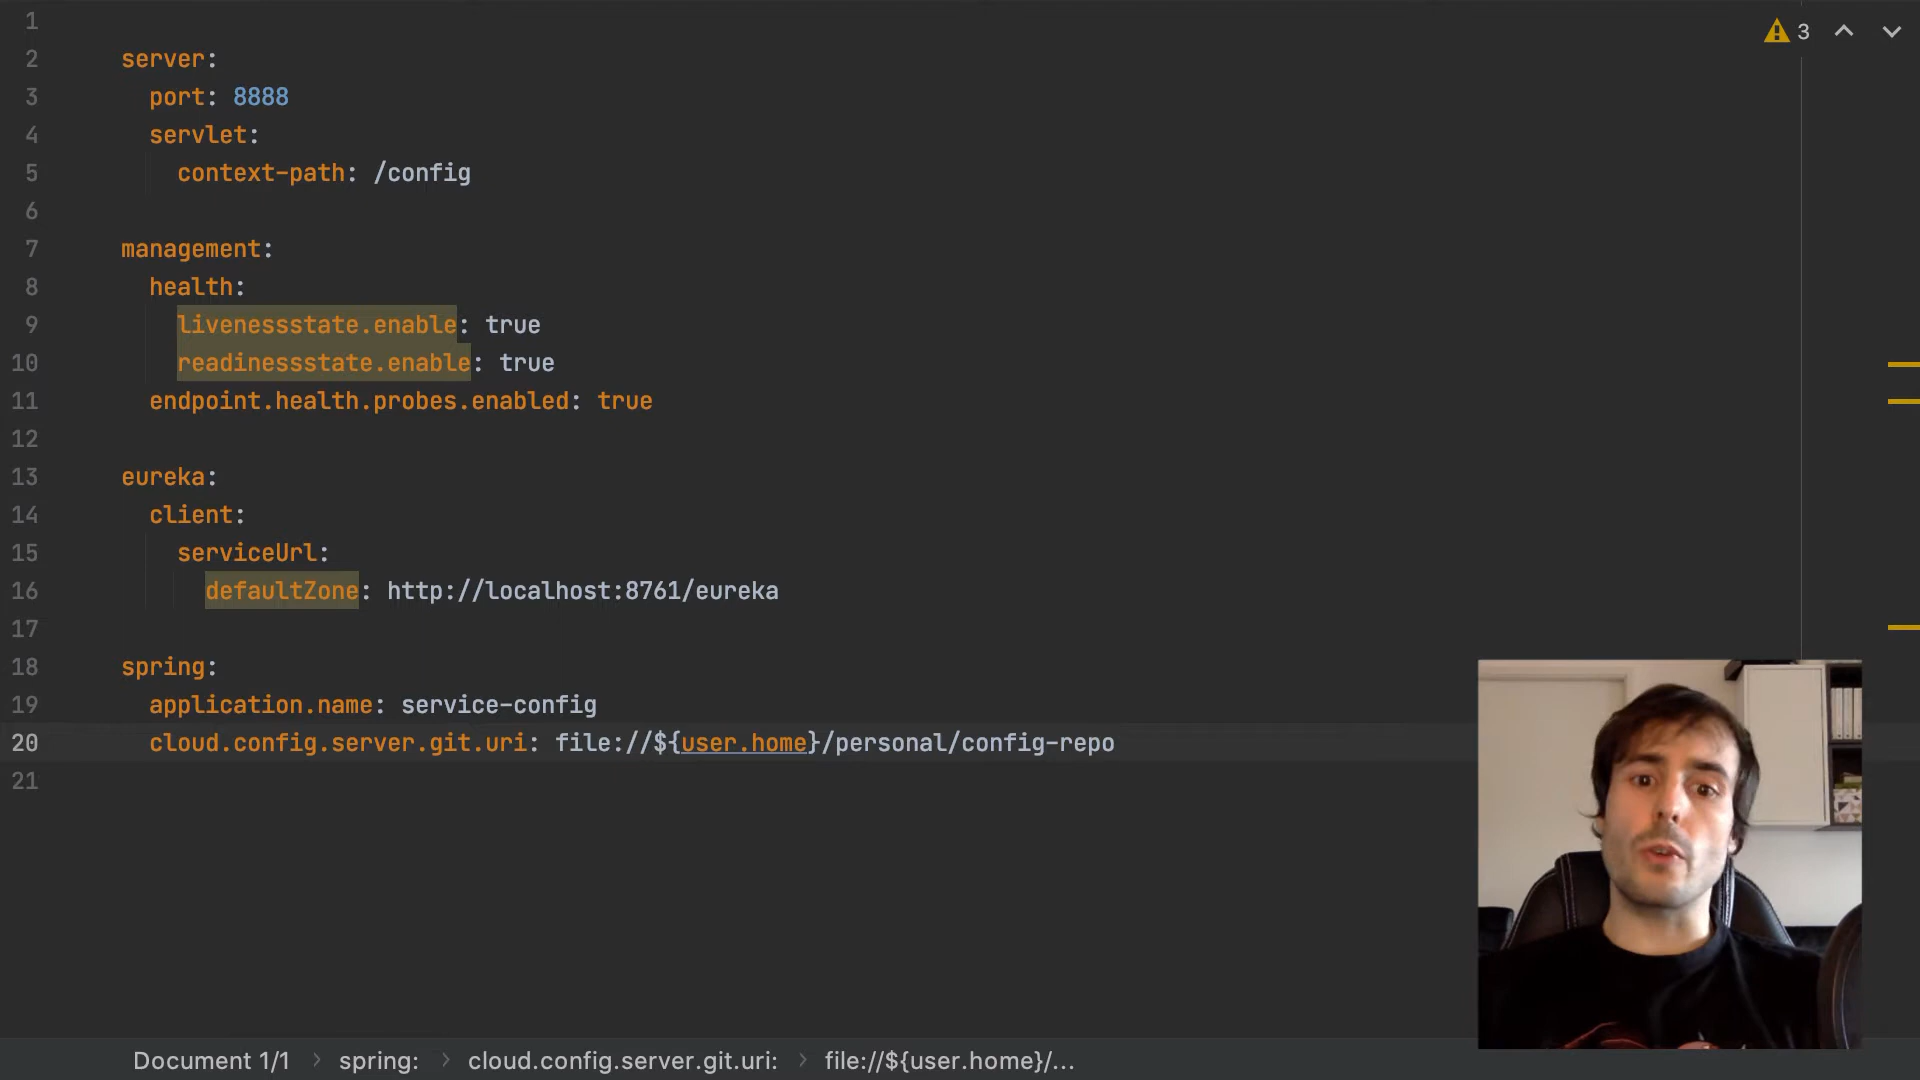 3
1
2 server:
3 port: 8888
4 servlet:
5 context-path: /config
6
7 management:
8 health:
9 livenessstate.enable: true
10 readinessstate.enable: true
11 endpoint.health.probes.enabled: true
12
13 eureka:
14 client:
15 serviceUrl:
16 defaultZone: http://localhost:8761/eureka
17
18 spring:
19 application.name: service-config
20 cloud.config.server.git.uri: file://${user.home}/personal/config-repo
21
Document 1/1 › spring: › cloud.config.server.git.uri: › file://${user.home}/...